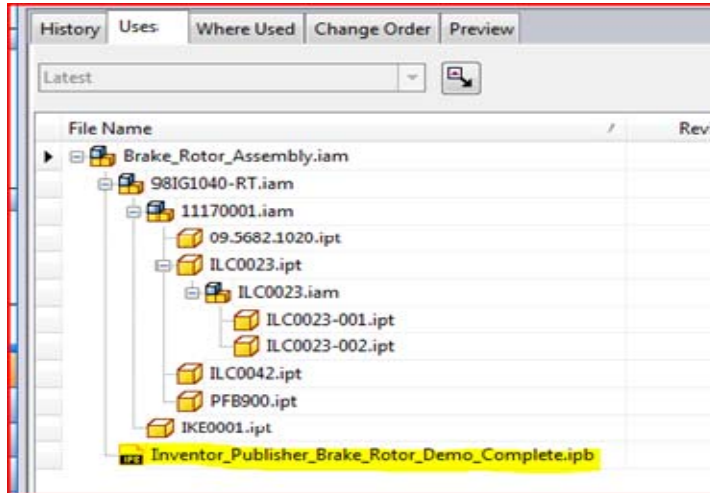 History Uses Where Used Change Order Preview
Latest
File Name / Rev
Brake_Rotor_Assembly.iam
98IG1040-RT.iam
11170001.iam
09.5682.1020.ipt
ILC0023.ipt
ILC0023.iam
ILC0023-001.ipt
ILC0023-002.ipt
ILC0042.ipt
PFB900.ipt
IKE0001.ipt
Inventor_Publisher_Brake_Rotor_Demo_Complete.ipb